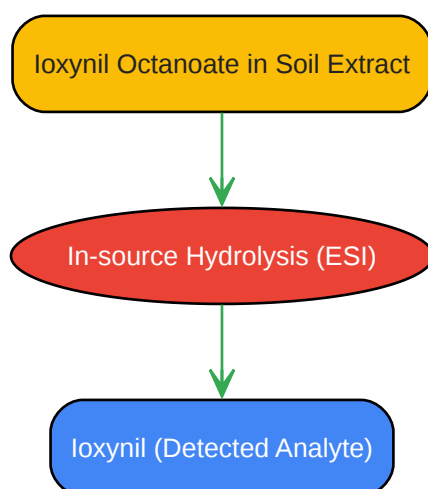 Ioxynil Octanoate in Soil Extract
In-source Hydrolysis (ESI)
Ioxynil (Detected Analyte)